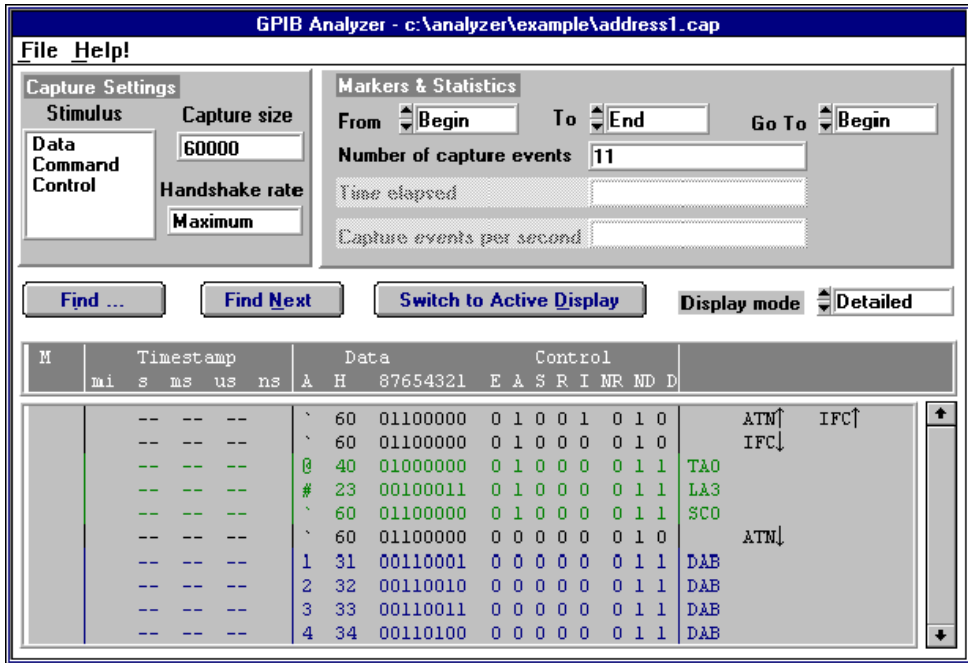 GPIB Analyzer - c:\analyzer\example\address1.cap
File Help!
Capture Settings
Stimulus
Data
Command
Control
Capture size
60000
Handshake rate
Maximum
Markers & Statistics
From Begin To End Go To Begin
Number of capture events 11
Time elapsed
Capture events per second
Find ... Find Next Switch to Active Display Display mode Detailed
M Timestamp Data Control
mi s ms us ns A H 87654321 E A S R I NR ND D
-- -- -- ` 60 01100000 0 1 0 0 1 0 1 0 ATN↑ IFC↑
-- -- -- ` 60 01100000 0 1 0 0 0 0 1 0 IFC↓
-- -- -- @ 40 01000000 0 1 0 0 0 0 1 1 TA0
-- -- -- # 23 00100011 0 1 0 0 0 0 1 1 LA3
-- -- -- ` 60 01100000 0 1 0 0 0 0 1 1 SC0
-- -- -- ` 60 01100000 0 0 0 0 0 0 1 0 ATN↓
-- -- -- 1 31 00110001 0 0 0 0 0 0 1 1 DAB
-- -- -- 2 32 00110010 0 0 0 0 0 0 1 1 DAB
-- -- -- 3 33 00110011 0 0 0 0 0 0 1 1 DAB
-- -- -- 4 34 00110100 0 0 0 0 0 0 1 1 DAB